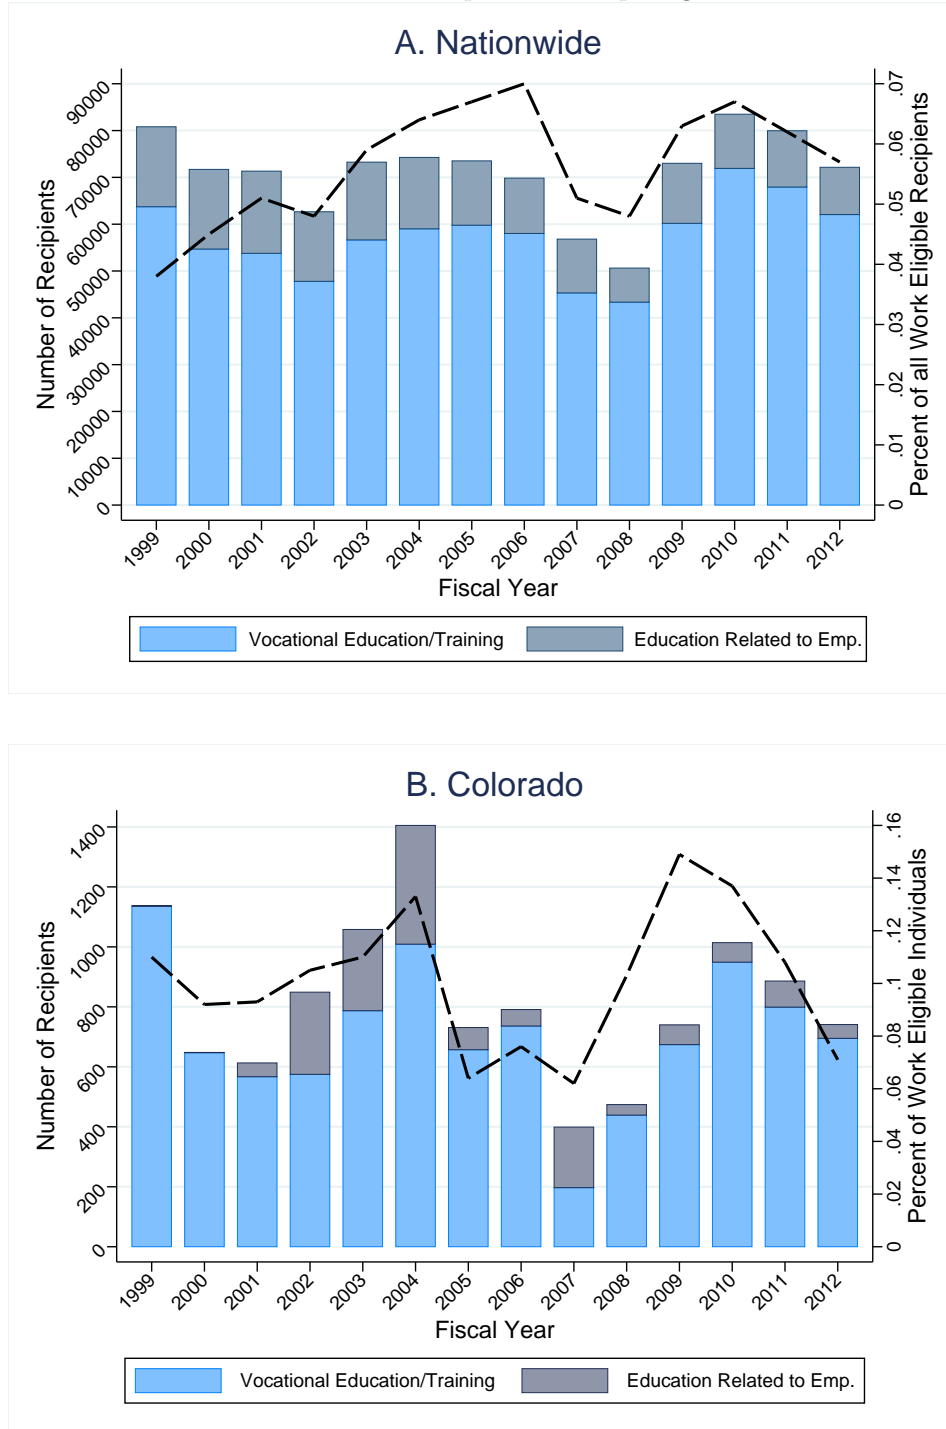 A. Nationwide
Number of Recipients
90000
80000
70000
60000
50000
40000
30000
20000
10000
0
.07
.06
.05
.04
.03
.02
.01
0
Percent of all Work Eligible Recipients
1999 2000 2001 2002 2003 2004 2005 2006 2007 2008 2009 2010 2011 2012
Fiscal Year
Vocational Education/Training Education Related to Emp.
B. Colorado
Number of Recipients
1400
1200
1000
800
600
400
200
0
.16
.14
.12
.1
.08
.06
.04
.02
0
Percent of Work Eligible Individuals
1999 2000 2001 2002 2003 2004 2005 2006 2007 2008 2009 2010 2011 2012
Fiscal Year
Vocational Education/Training Education Related to Emp.